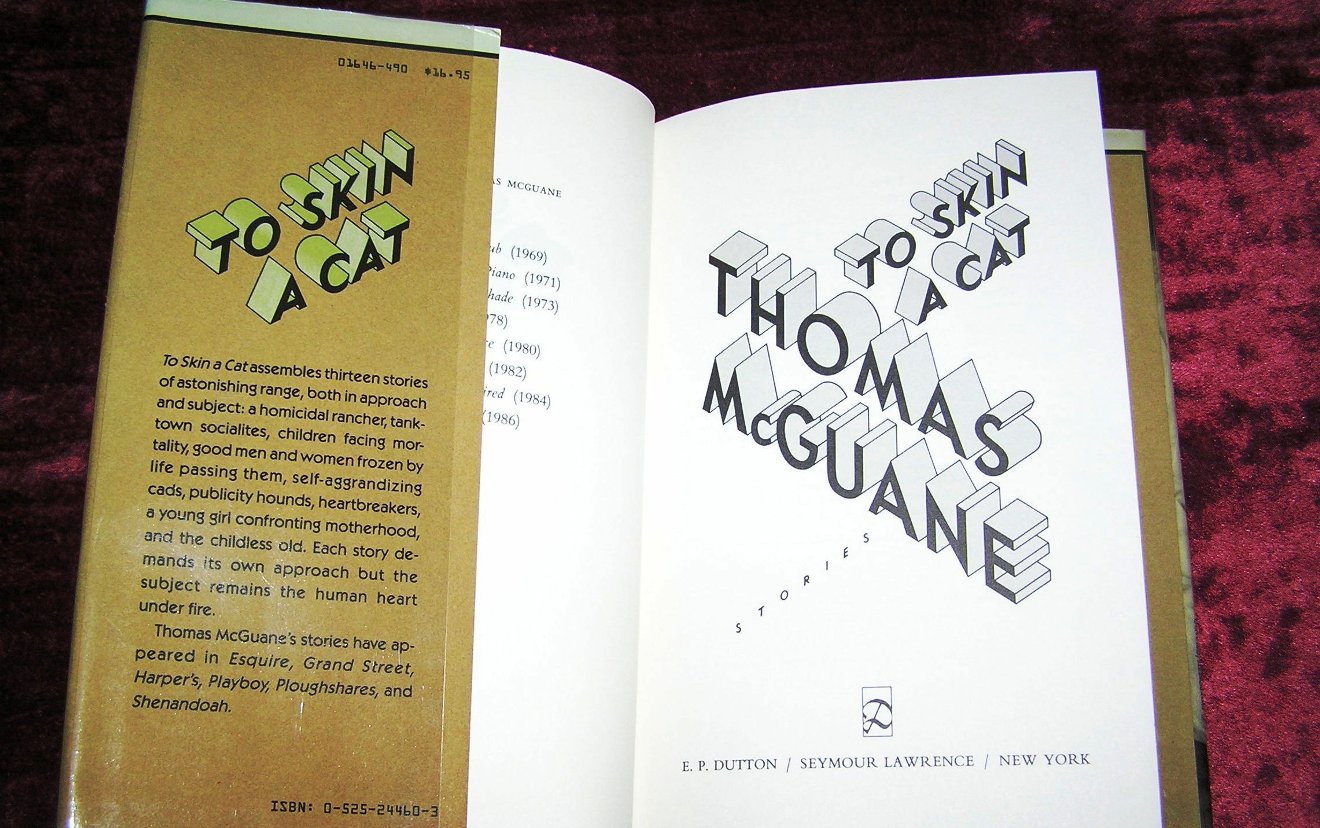 01646-490 $16.95
TO SKIN
A CAT
To Skin a Cat assembles thirteen stories
of astonishing range, both in approach
and subject: a homicidal rancher, tank-
town socialites, children facing mor-
tality, good men and women frozen by
life passing them, self-aggrandizing
cads, publicity hounds, heartbreakers,
a young girl confronting motherhood,
and the childless old. Each story de-
mands its own approach but the
subject remains the human heart
under fire.
Thomas McGuane's stories have ap-
peared in Esquire, Grand Street,
Harper's, Playboy, Ploughshares, and
Shenandoah.
ISBN: 0-525-24460-3
MCGUANE
(1969)
Piano (1971)
(1973)
(1980)
(1982)
(1984)
(1986)
TO SKIN
A CAT
THOMAS
McGUANE
STORIES
E. P. DUTTON / SEYMOUR LAWRENCE / NEW YORK